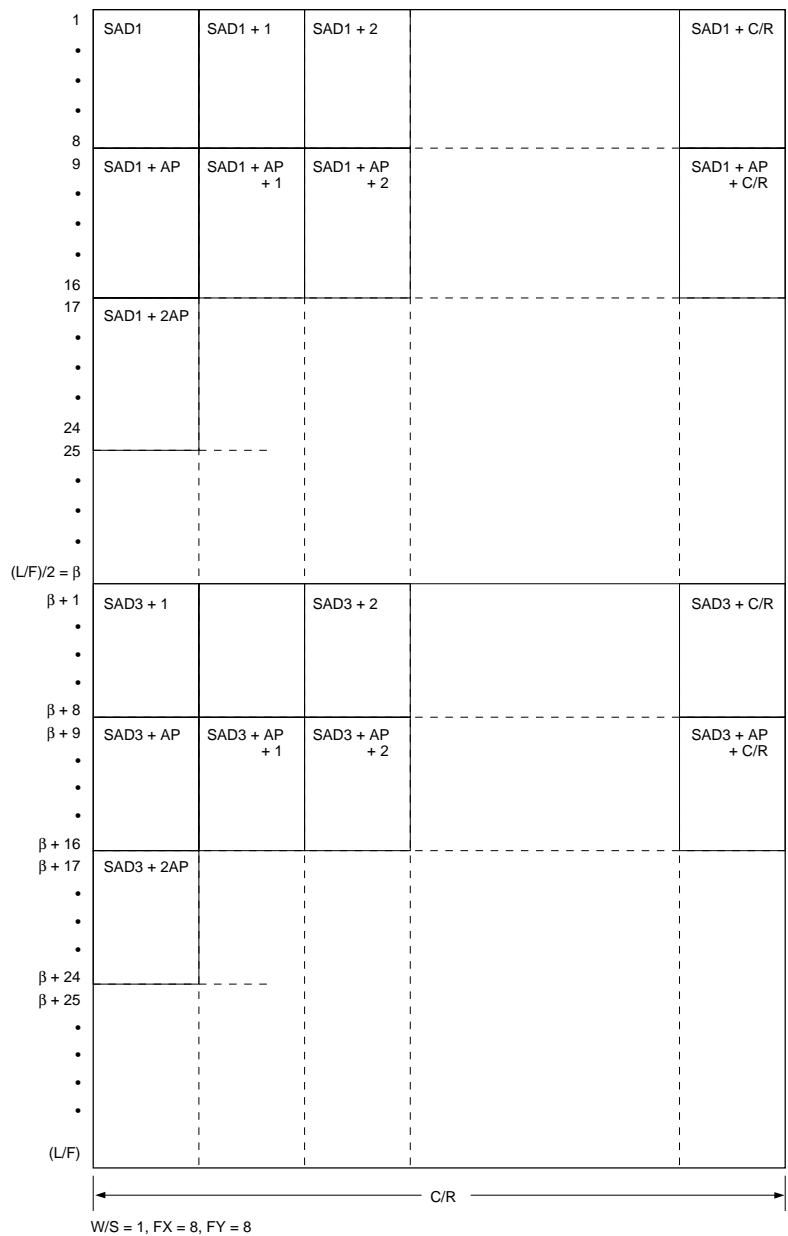 1 SAD1 SAD1 + 1 SAD1 + 2 SAD1 + C/R
•
•
•
8
9 SAD1 + AP SAD1 + AP + 1 SAD1 + AP + 2 SAD1 + AP + C/R
•
•
•
16
17 SAD1 + 2AP
•
•
•
24
25
•
•
•
(L/F)/2 = β
β + 1 SAD3 + 1 SAD3 + 2 SAD3 + C/R
•
•
•
β + 8
β + 9 SAD3 + AP SAD3 + AP + 1 SAD3 + AP + 2 SAD3 + AP + C/R
•
•
•
β + 16
β + 17 SAD3 + 2AP
•
•
•
β + 24
β + 25
•
•
•
•
(L/F)
C/R
W/S = 1, FX = 8, FY = 8